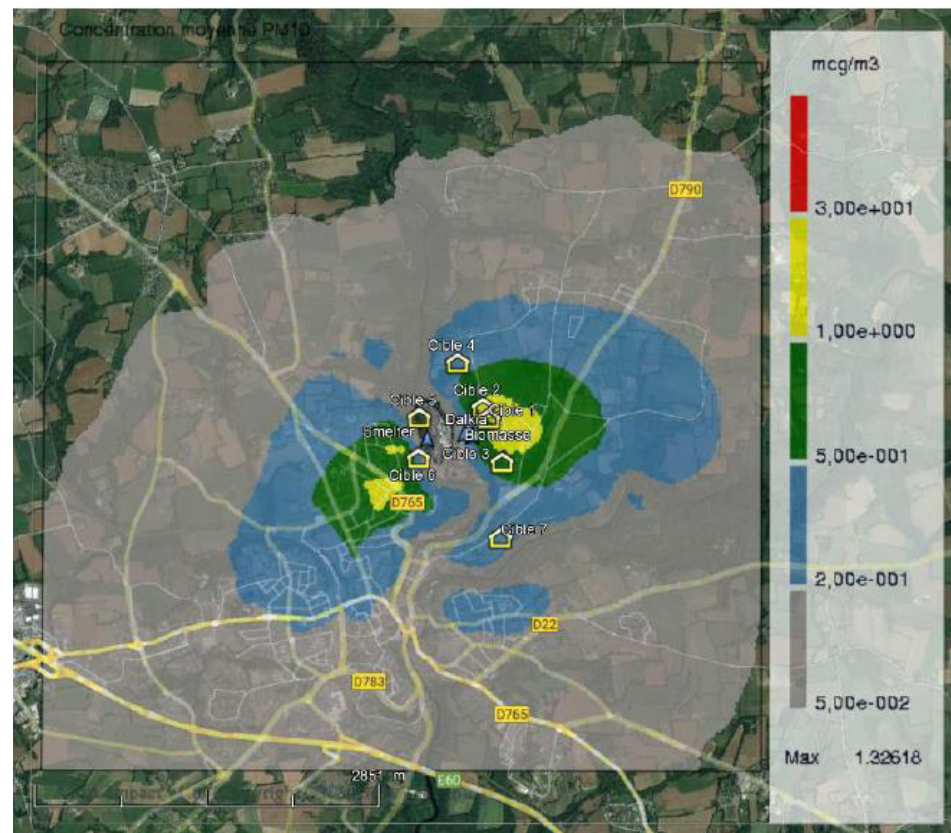 Concentration moyenne PM10
mcg/m3
D790
3,00e+001
1,00e+000
Cible 4
Cible 2
Cible 5
Cible 1
Smelter
Dalkia
Biomasse
Cible 3
5,00e-001
Cible 6
D765
Cible 7
2,00e-001
D22
D783
5,00e-002
D765
Max 1.32618
2851 m
E60